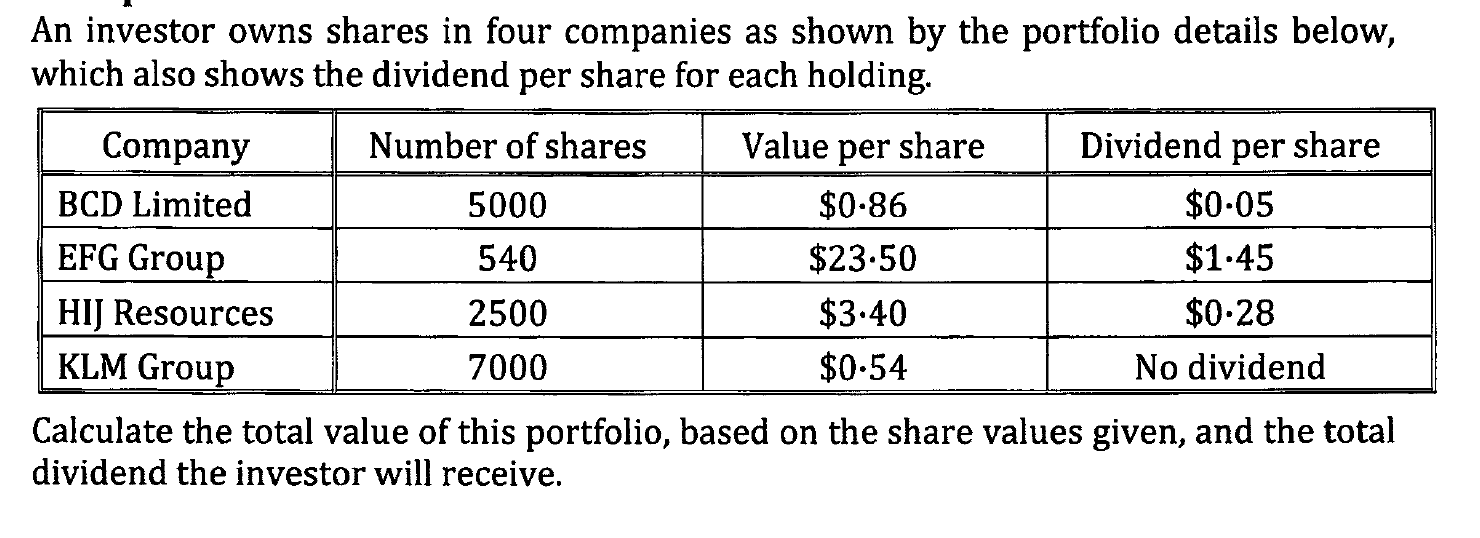 An investor owns shares in four companies as shown by the portfolio details below,
which also shows the dividend per share for each holding.
Company Number of shares Value per share Dividend per share
BCD Limited 5000 $0·86 $0·05
EFG Group 540 $23·50 $1·45
HIJ Resources 2500 $3·40 $0·28
KLM Group 7000 $0·54 No dividend
Calculate the total value of this portfolio, based on the share values given, and the total
dividend the investor will receive.